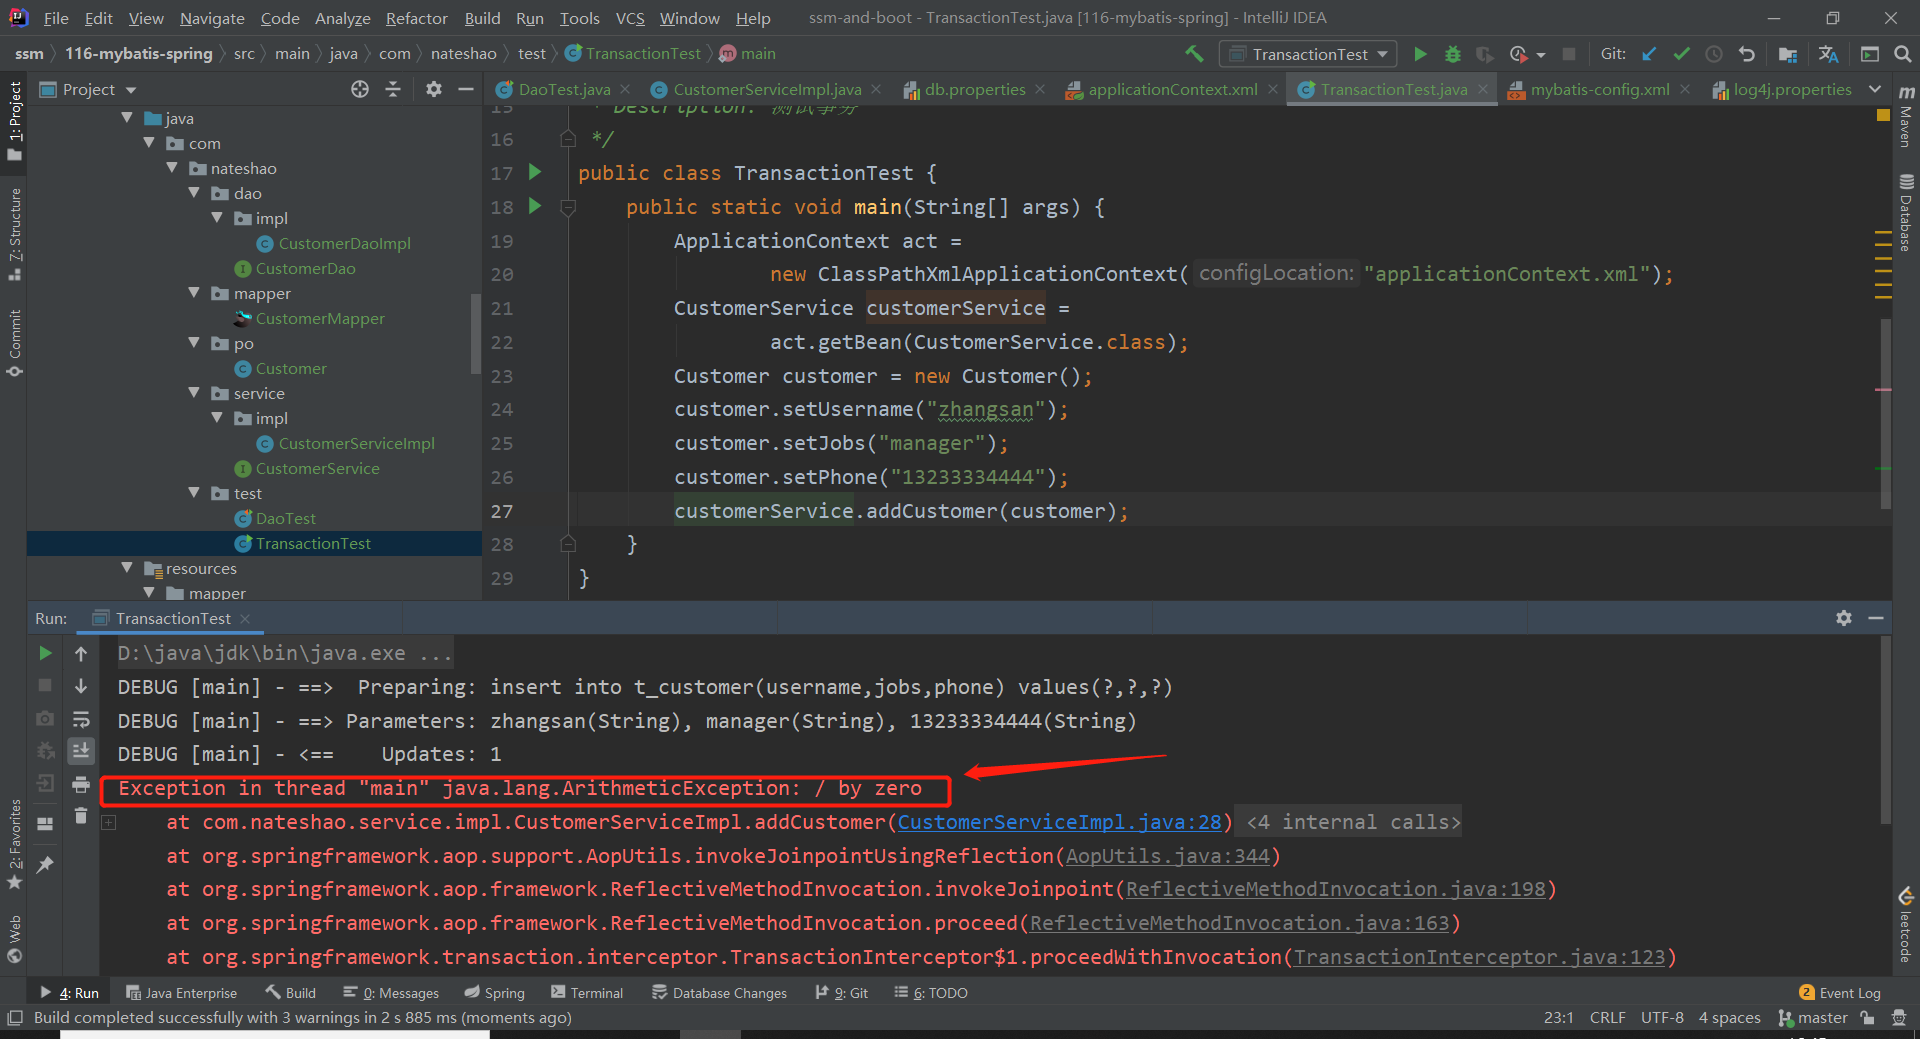 File Edit View Navigate Code Analyze Refactor Build Run Tools VCS Window Help ssm-and-boot - TransactionTest.java [116-mybatis-spring] - IntelliJ IDEA
ssm 116-mybatis-spring src main java com nateshao test TransactionTest main TransactionTest Git:
Project DaoTest.java CustomerServiceImpl.java db.properties applicationContext.xml TransactionTest.java mybatis-config.xml log4j.properties
1: Project
7: Structure
Commit
2: Favorites
Web
java
com
nateshao
dao
impl
CustomerDaoImpl
CustomerDao
mapper
CustomerMapper
po
Customer
service
impl
CustomerServiceImpl
CustomerService
test
DaoTest
TransactionTest
resources
mapper
15 * Description: 测试事务
16 */
17 public class TransactionTest {
18 public static void main(String[] args) {
19 ApplicationContext act =
20 new ClassPathXmlApplicationContext( configLocation: "applicationContext.xml");
21 CustomerService customerService =
22 act.getBean(CustomerService.class);
23 Customer customer = new Customer();
24 customer.setUsername("zhangsan");
25 customer.setJobs("manager");
26 customer.setPhone("13233334444");
27 customerService.addCustomer(customer);
28 }
29 }
Maven
Database
leetcode
Run: TransactionTest
D:\java\jdk\bin\java.exe ...
DEBUG [main] - ==>  Preparing: insert into t_customer(username,jobs,phone) values(?,?,?)
DEBUG [main] - ==> Parameters: zhangsan(String), manager(String), 13233334444(String)
DEBUG [main] - <==    Updates: 1
Exception in thread "main" java.lang.ArithmeticException: / by zero
at com.nateshao.service.impl.CustomerServiceImpl.addCustomer(CustomerServiceImpl.java:28) <4 internal calls>
at org.springframework.aop.support.AopUtils.invokeJoinpointUsingReflection(AopUtils.java:344)
at org.springframework.aop.framework.ReflectiveMethodInvocation.invokeJoinpoint(ReflectiveMethodInvocation.java:198)
at org.springframework.aop.framework.ReflectiveMethodInvocation.proceed(ReflectiveMethodInvocation.java:163)
at org.springframework.transaction.interceptor.TransactionInterceptor$1.proceedWithInvocation(TransactionInterceptor.java:123)
4: Run Java Enterprise Build 0: Messages Spring Terminal Database Changes 9: Git 6: TODO 2 Event Log
Build completed successfully with 3 warnings in 2 s 885 ms (moments ago) 23:1 CRLF UTF-8 4 spaces master